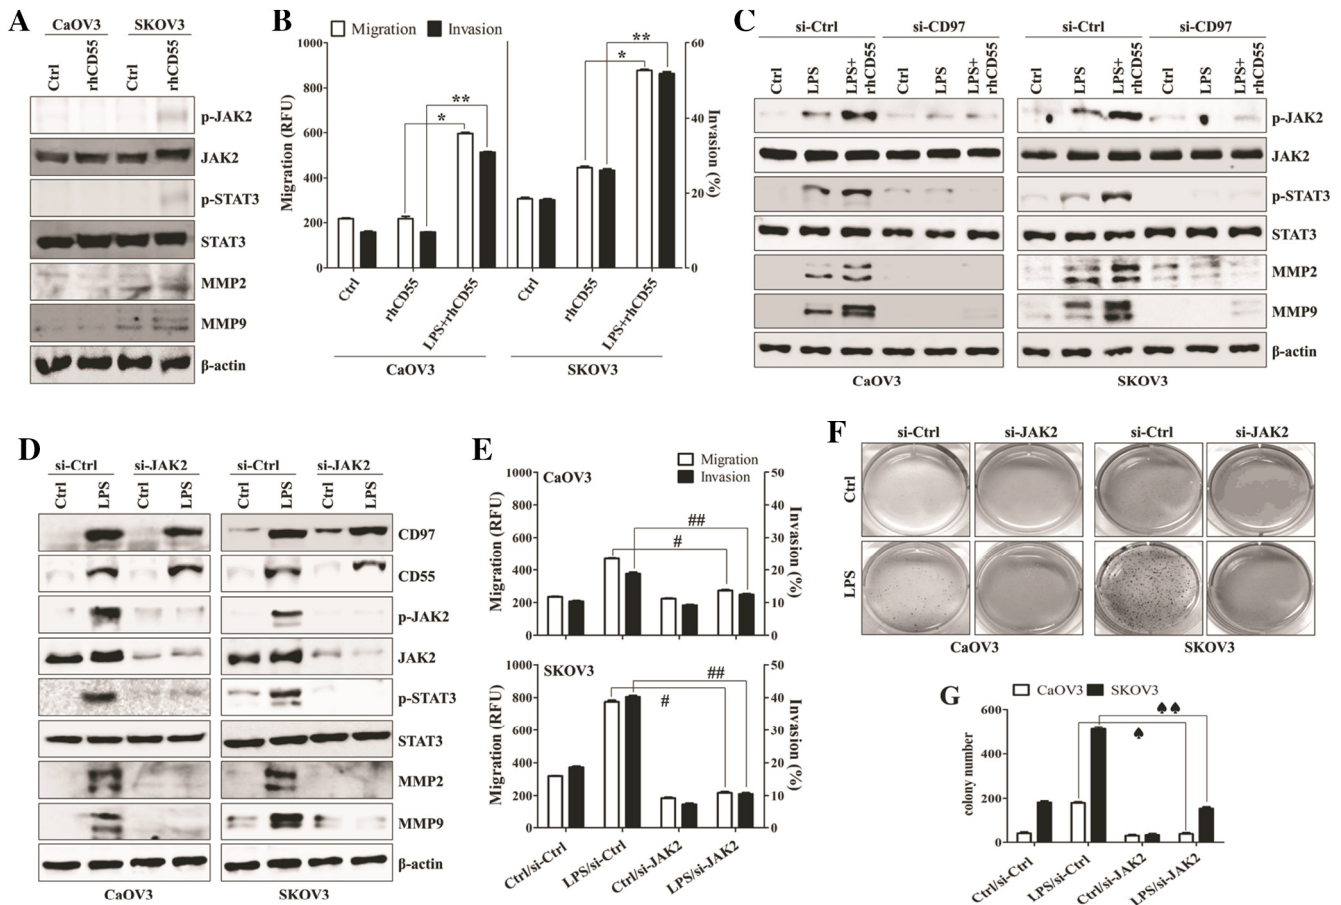 A
CaOV3 SKOV3
Ctrl rhCD55 Ctrl rhCD55
p-JAK2
JAK2
p-STAT3
STAT3
MMP2
MMP9
β-actin
B
Migration Invasion
1000
800
600
400
200
0
Migration (RFU)
60
40
20
0
Invasion (%)
* ** * **
Ctrl rhCD55 LPS+rhCD55 Ctrl rhCD55 LPS+rhCD55
CaOV3 SKOV3
C
si-Ctrl si-CD97 si-Ctrl si-CD97
Ctrl LPS LPS+ rhCD55 Ctrl LPS LPS+ rhCD55 Ctrl LPS LPS+ rhCD55 Ctrl LPS LPS+ rhCD55
p-JAK2
JAK2
p-STAT3
STAT3
MMP2
MMP9
β-actin
CaOV3 SKOV3
D
si-Ctrl si-JAK2 si-Ctrl si-JAK2
Ctrl LPS Ctrl LPS Ctrl LPS Ctrl LPS
CD97
CD55
p-JAK2
JAK2
p-STAT3
STAT3
MMP2
MMP9
β-actin
CaOV3 SKOV3
E
Migration
Invasion
CaOV3
1000
800
600
400
200
0
Migration (RFU)
50
40
30
20
10
0
Invasion (%)
##
#
SKOV3
1000
800
600
400
200
0
Migration (RFU)
50
40
30
20
10
0
Invasion (%)
##
#
Ctrl/si-Ctrl LPS/si-Ctrl Ctrl/si-JAK2 LPS/si-JAK2
F
si-Ctrl si-JAK2 si-Ctrl si-JAK2
Ctrl
LPS
CaOV3 SKOV3
G
CaOV3 SKOV3
600
400
200
0
colony number
♠♠
♠
Ctrl/si-Ctrl LPS/si-Ctrl Ctrl/si-JAK2 LPS/si-JAK2